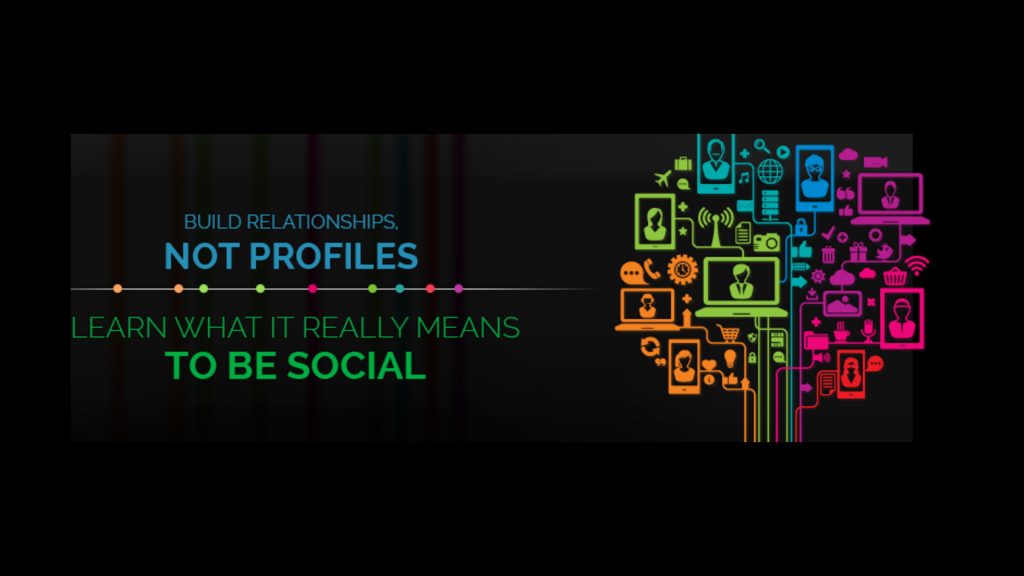 BUILD RELATIONSHIPS,
NOT PROFILES
LEARN WHAT IT REALLY MEANS
TO BE SOCIAL